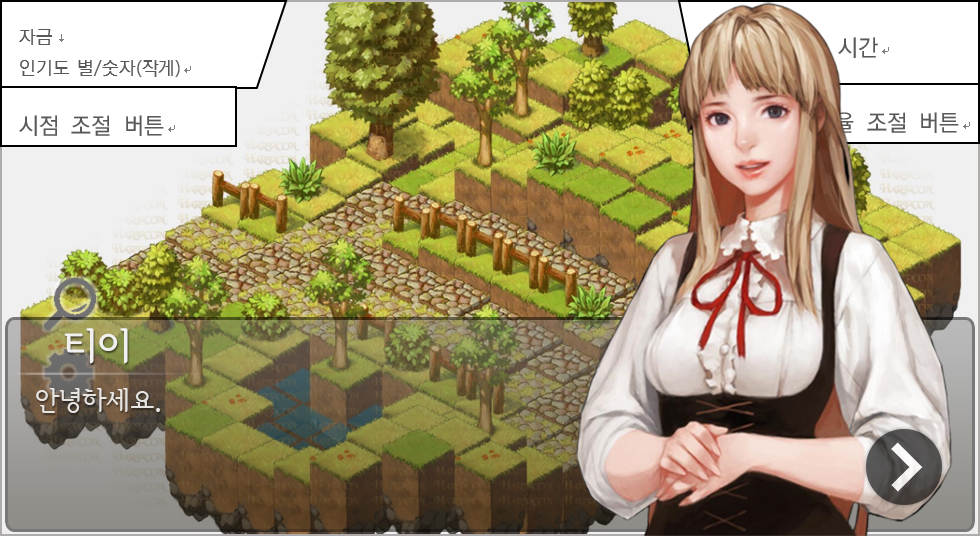 자금↓
인기도 별/숫자(작게)↵
시점 조절 버튼↵
시간↵
율 조절 버튼↵
티이
안녕하세요.